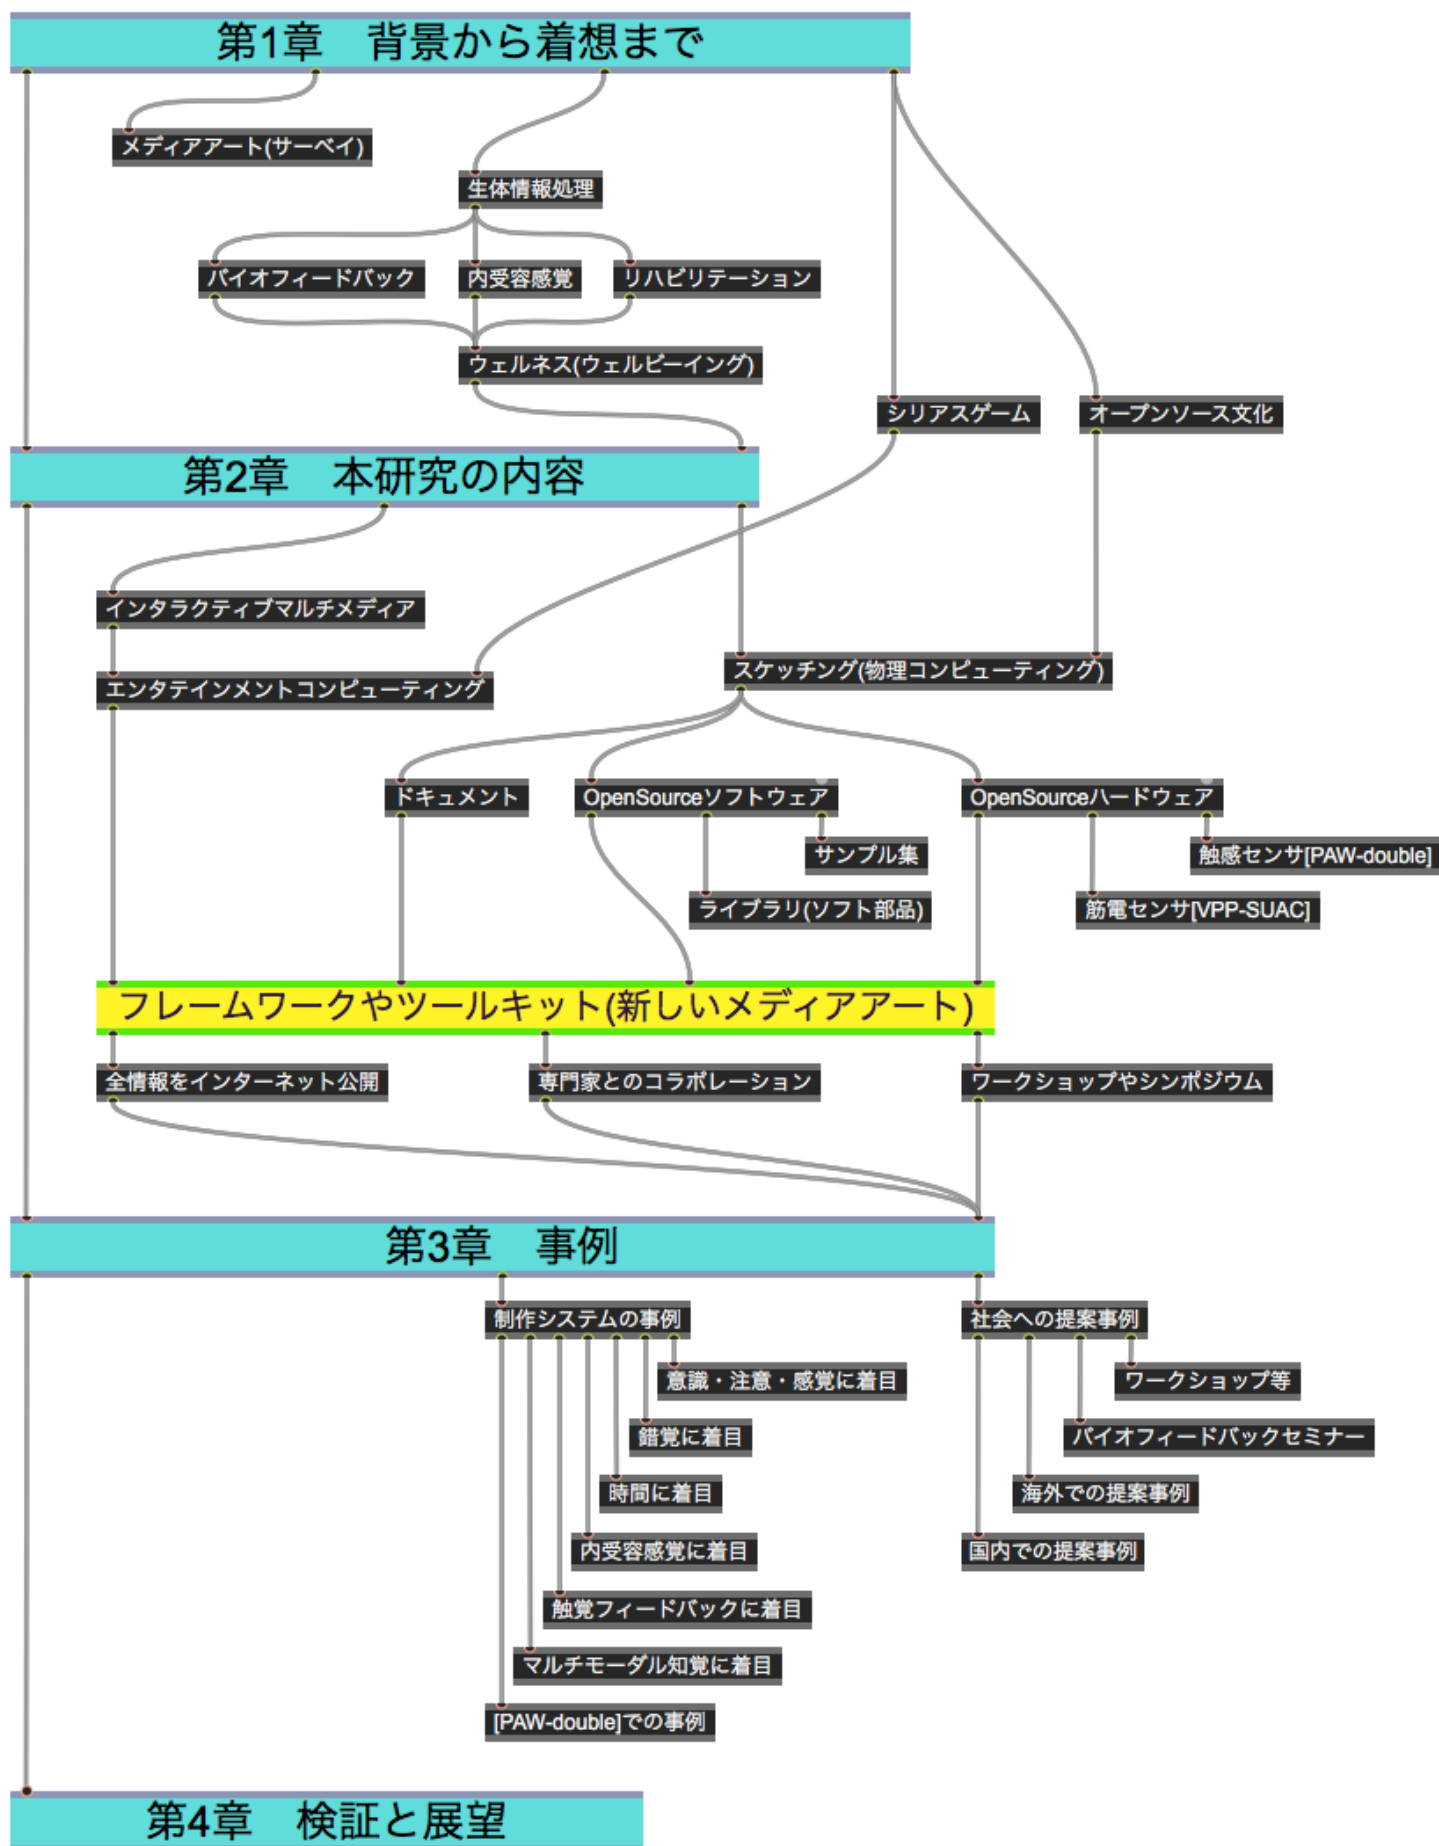 第1章　背景から着想まで
メディアアート(サーベイ)
生体情報処理
バイオフィードバック
内受容感覚
リハビリテーション
ウェルネス(ウェルビーイング)
シリアスゲーム
オープンソース文化
第2章　本研究の内容
インタラクティブマルチメディア
エンタテインメントコンピューティング
スケッチング(物理コンピューティング)
ドキュメント
OpenSourceソフトウェア
OpenSourceハードウェア
サンプル集
触感センサ[PAW-double]
ライブラリ(ソフト部品)
筋電センサ[VPP-SUAC]
フレームワークやツールキット(新しいメディアアート)
全情報をインターネット公開
専門家とのコラボレーション
ワークショップやシンポジウム
第3章　事例
制作システムの事例
社会への提案事例
意識・注意・感覚に着目
ワークショップ等
錯覚に着目
バイオフィードバックセミナー
時間に着目
海外での提案事例
内受容感覚に着目
国内での提案事例
触覚フィードバックに着目
マルチモーダル知覚に着目
[PAW-double]での事例
第4章　検証と展望